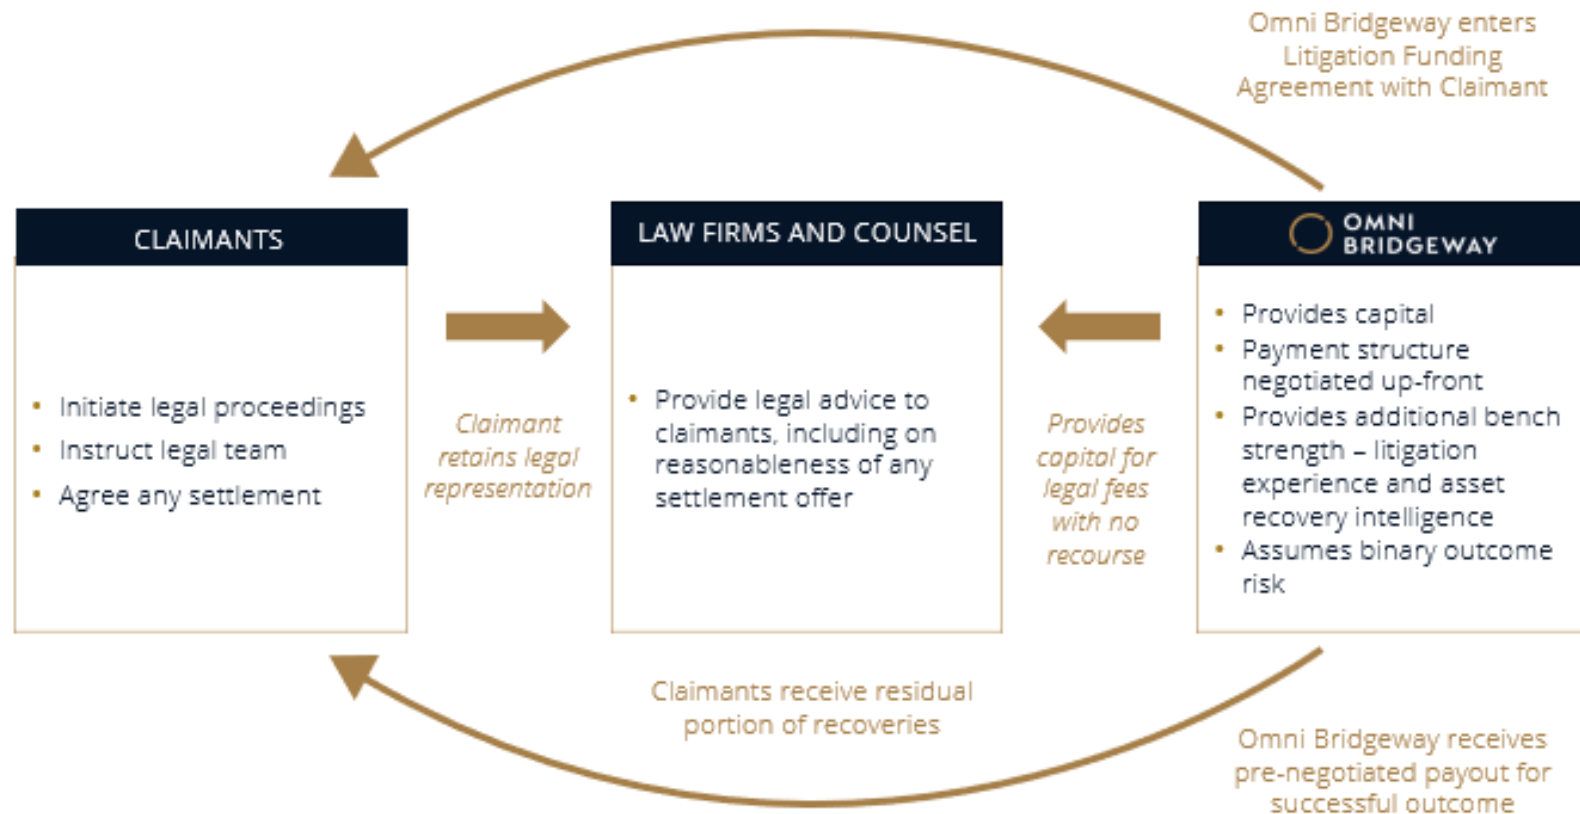 Omni Bridgeway enters
Litigation Funding
Agreement with Claimant
CLAIMANTS
• Initiate legal proceedings
• Instruct legal team
• Agree any settlement
Claimant
retains legal
representation
LAW FIRMS AND COUNSEL
• Provide legal advice to
claimants, including on
reasonableness of any
settlement offer
Provides
capital for
legal fees
with no
recourse
OMNI
BRIDGEWAY
• Provides capital
• Payment structure
negotiated up-front
• Provides additional bench
strength – litigation
experience and asset
recovery intelligence
• Assumes binary outcome
risk
Claimants receive residual
portion of recoveries
Omni Bridgeway receives
pre-negotiated payout for
successful outcome